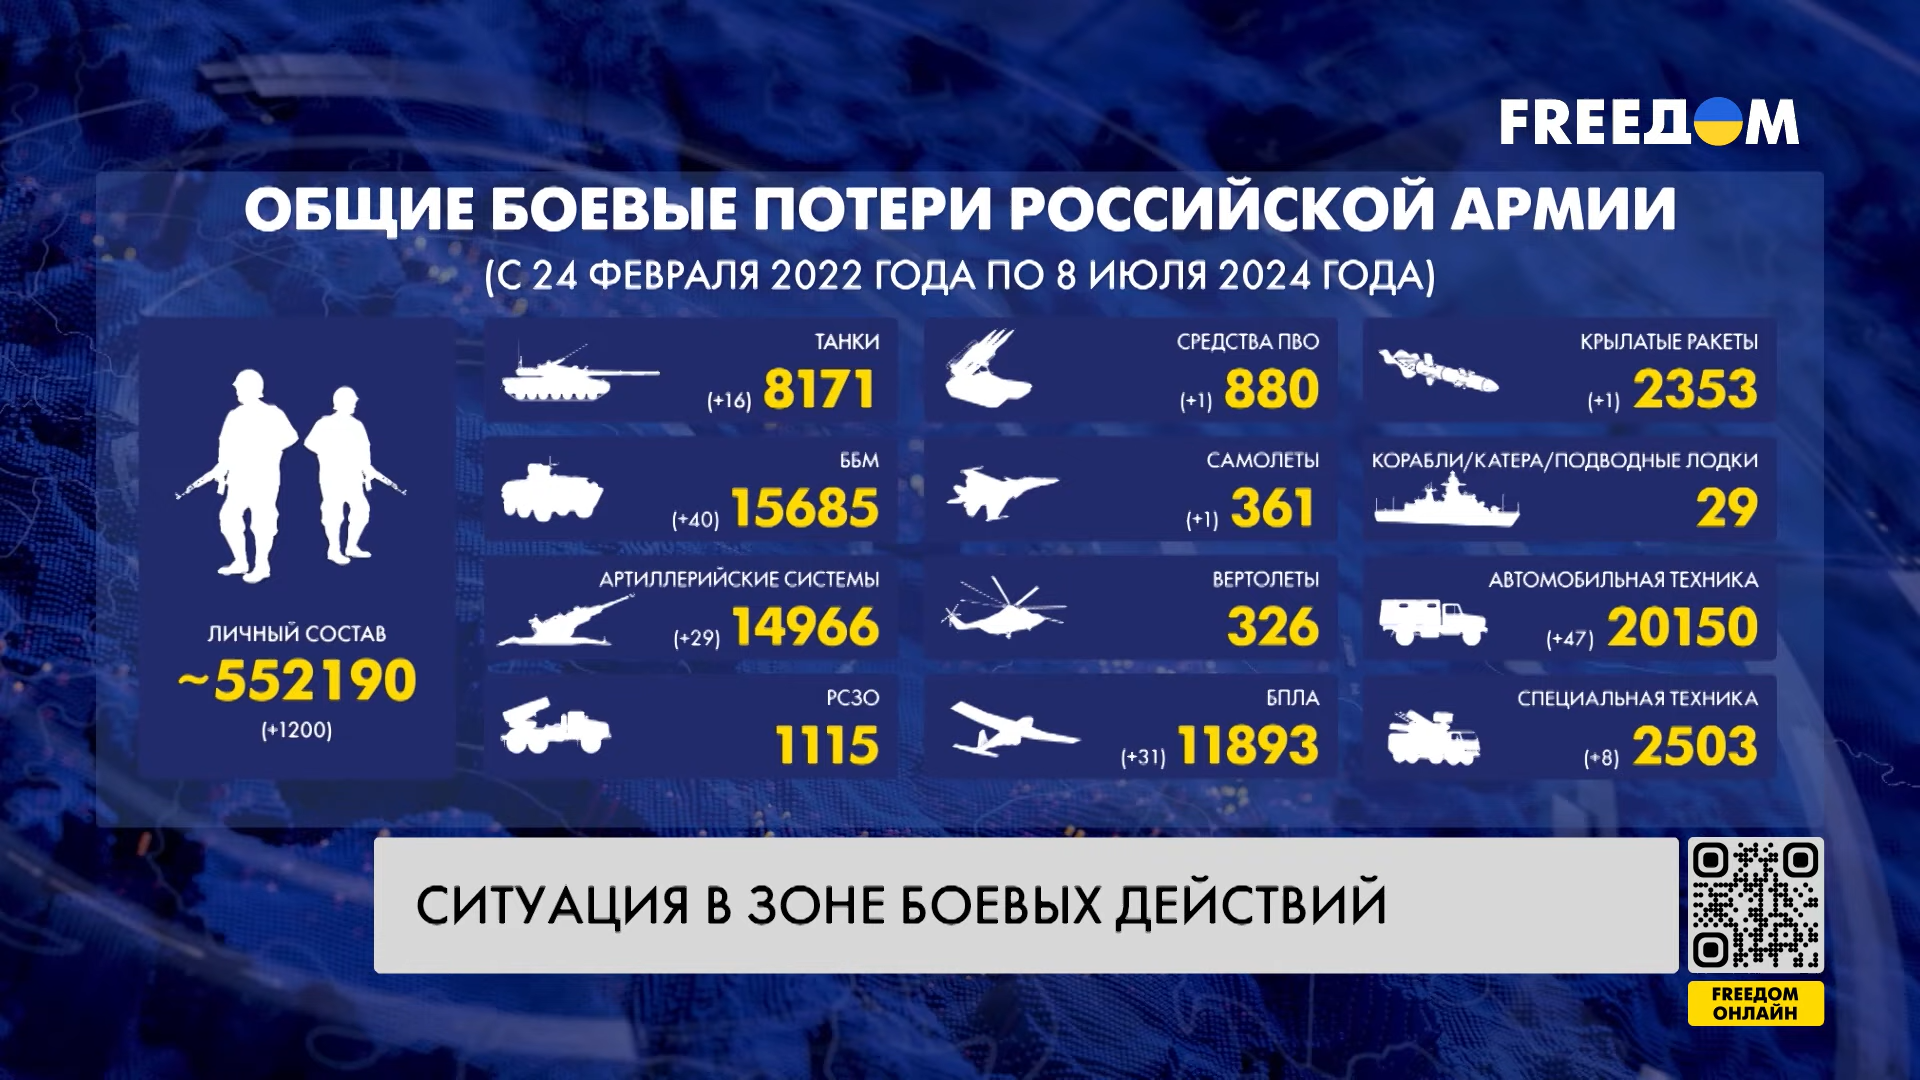 FREEДOM
ОБЩИЕ БОЕВЫЕ ПОТЕРИ РОССИЙСКОЙ АРМИИ
(С 24 ФЕВРАЛЯ 2022 ГОДА ПО 8 ИЮЛЯ 2024 ГОДА)
ЛИЧНЫЙ СОСТАВ
~552190
(+1200)
ТАНКИ
(+16) 8171
ББМ
(+40) 15685
АРТИЛЛЕРИЙСКИЕ СИСТЕМЫ
(+29) 14966
РСЗО
1115
СРЕДСТВА ПВО
(+1) 880
САМОЛЕТЫ
(+1) 361
ВЕРТОЛЕТЫ
326
БПЛА
(+31) 11893
КРЫЛАТЫЕ РАКЕТЫ
(+1) 2353
КОРАБЛИ/КАТЕРА/ПОДВОДНЫЕ ЛОДКИ
29
АВТОМОБИЛЬНАЯ ТЕХНИКА
(+47) 20150
СПЕЦИАЛЬНАЯ ТЕХНИКА
(+8) 2503
СИТУАЦИЯ В ЗОНЕ БОЕВЫХ ДЕЙСТВИЙ
FREEДOM
ОНЛАЙН